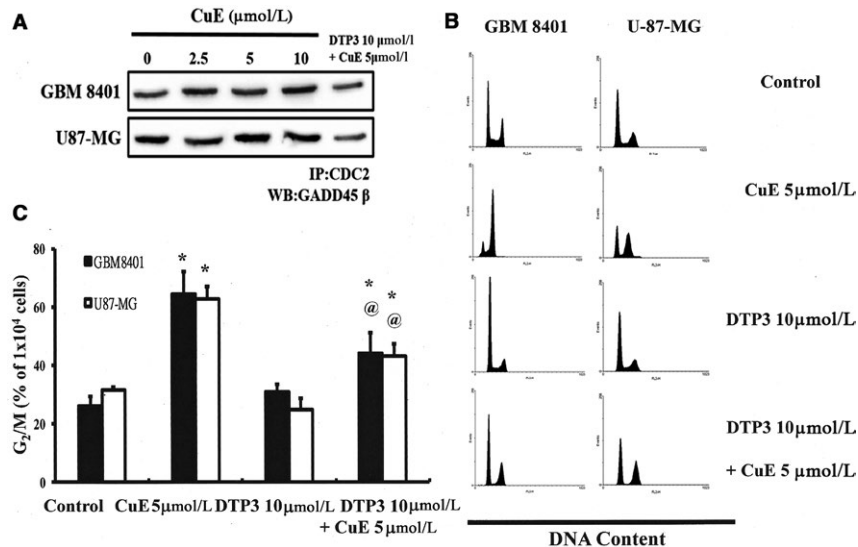 A
CuE (µmol/L)
0 2.5 5 10
DTP3 10 µmol/l
+ CuE 5µmol/l
GBM 8401
U87-MG
IP:CDC2
WB:GADD45 β
B
GBM 8401 U-87-MG
Control
CuE 5µmol/L
DTP3 10µmol/L
DTP3 10µmol/L
+ CuE 5 µmol/L
DNA Content
C
G₂/M (% of 1x10⁴ cells)
80
60
40
20
0
GBM8401
U87-MG
* *
* *
@ @
Control CuE 5µmol/L DTP3 10µmol/L DTP3 10µmol/L
+ CuE 5µmol/L